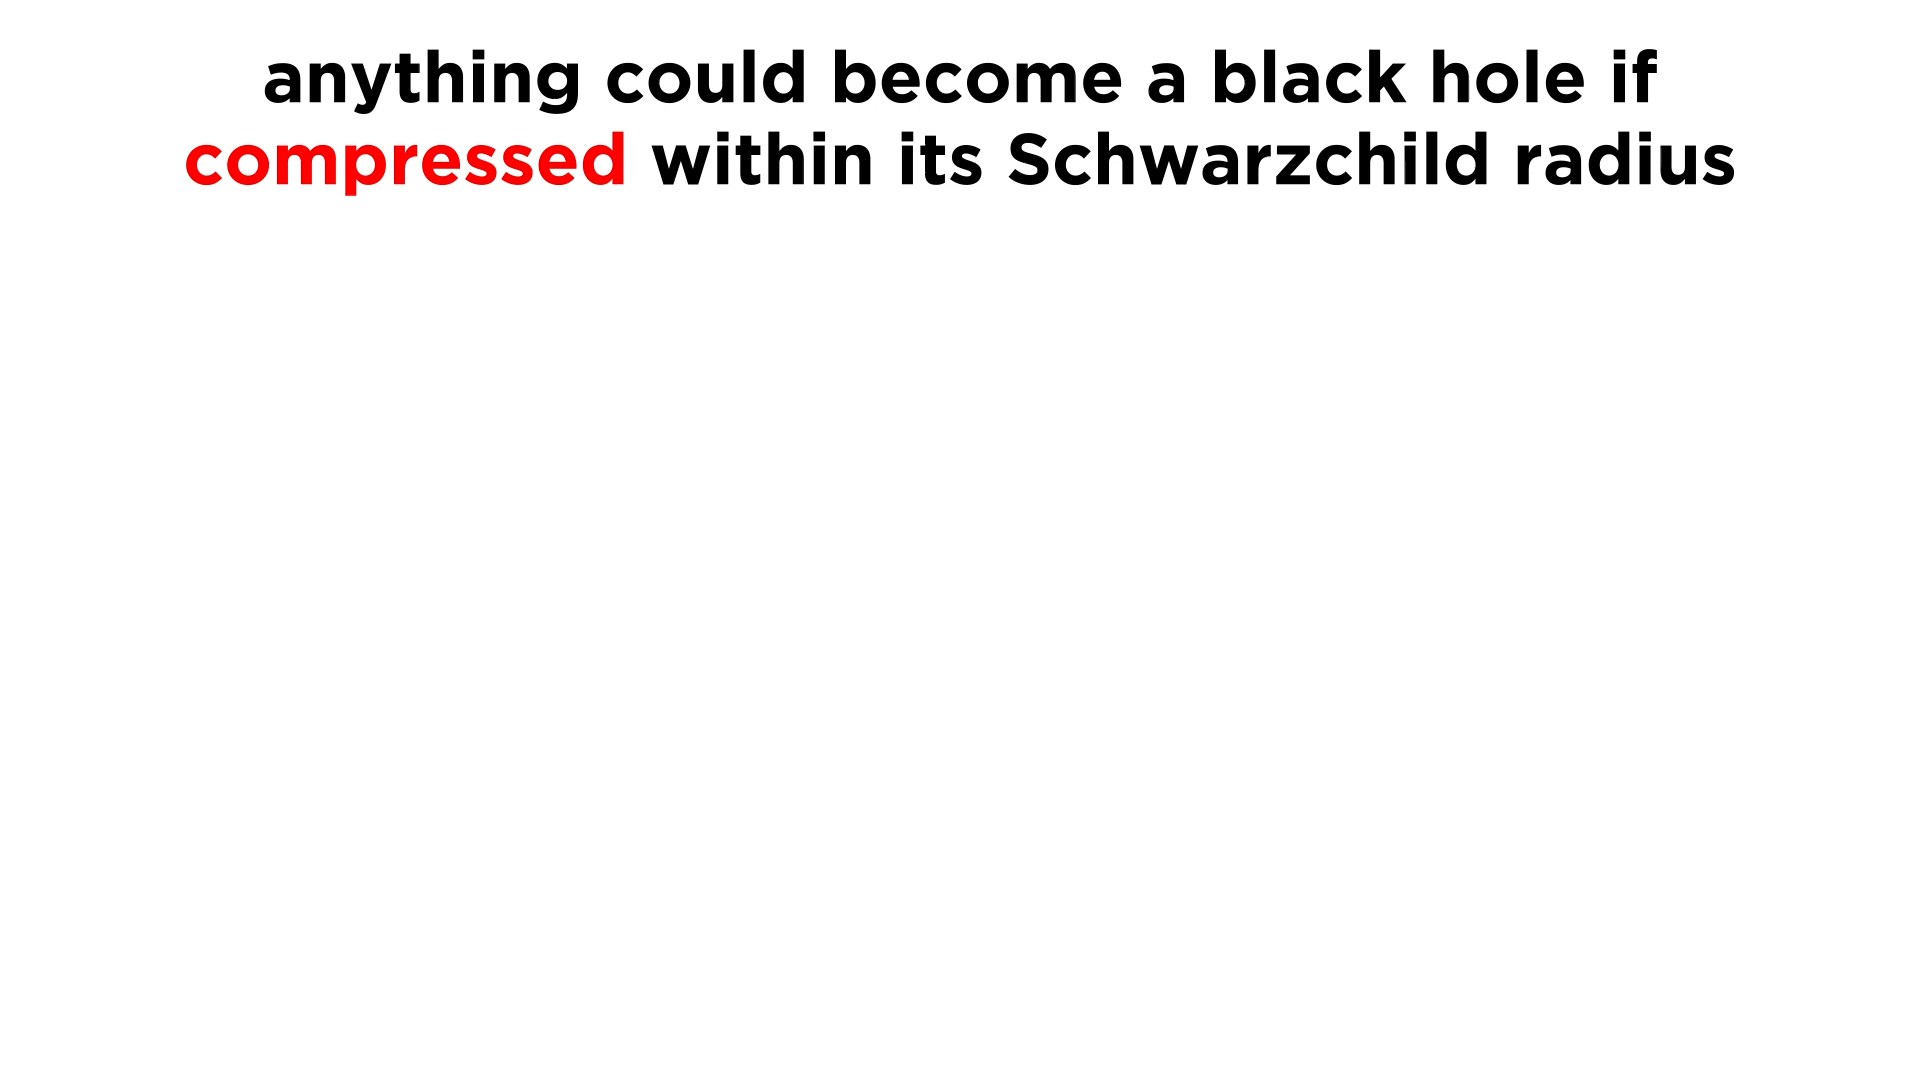 anything could become a black hole if
compressed within its Schwarzchild radius